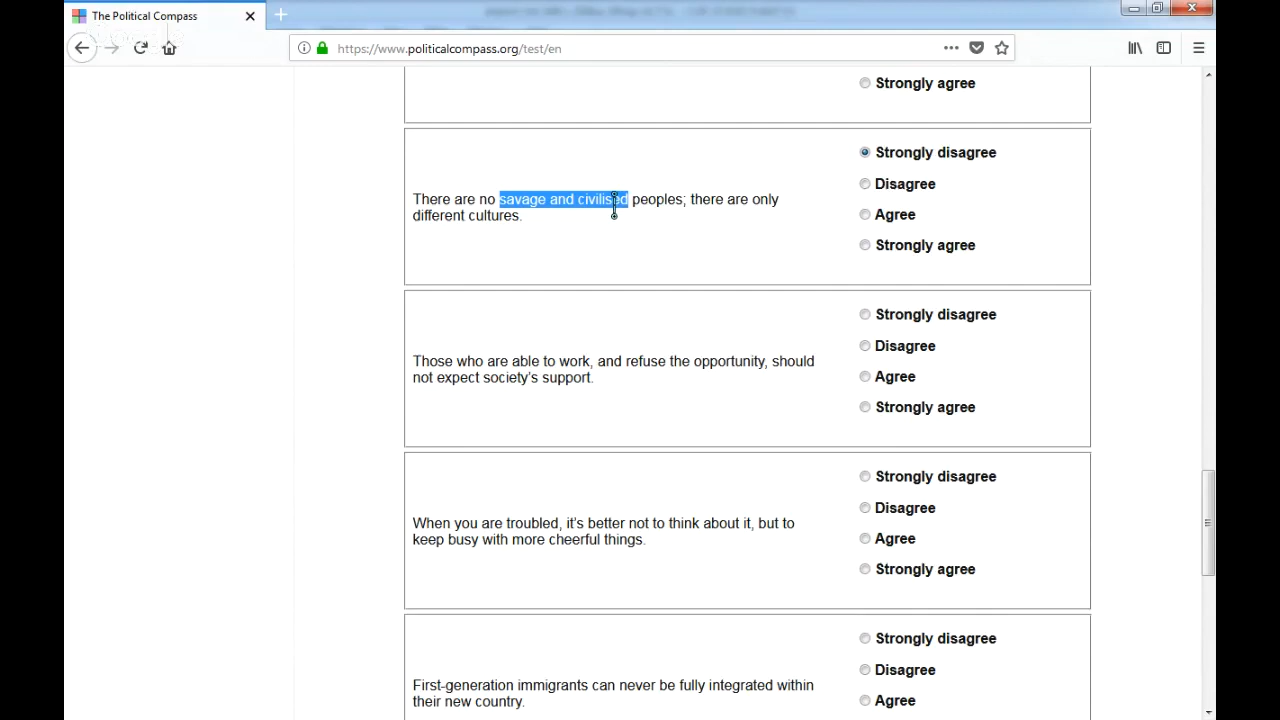 The Political Compass
https://www.politicalcompass.org/test/en
Strongly agree
There are no savage and civilised peoples; there are only
different cultures.
Strongly disagree
Disagree
Agree
Strongly agree
Those who are able to work, and refuse the opportunity, should
not expect society's support.
Strongly disagree
Disagree
Agree
Strongly agree
When you are troubled, it's better not to think about it, but to
keep busy with more cheerful things.
Strongly disagree
Disagree
Agree
Strongly agree
First-generation immigrants can never be fully integrated within
their new country.
Strongly disagree
Disagree
Agree